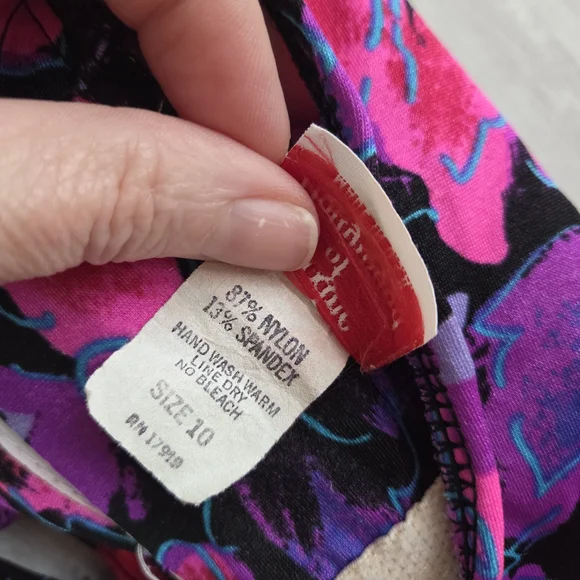 87% NYLON
13% SPANDEX
HAND WASH WARM
LINE DRY
NO BLEACH
SIZE 10
RN 17919